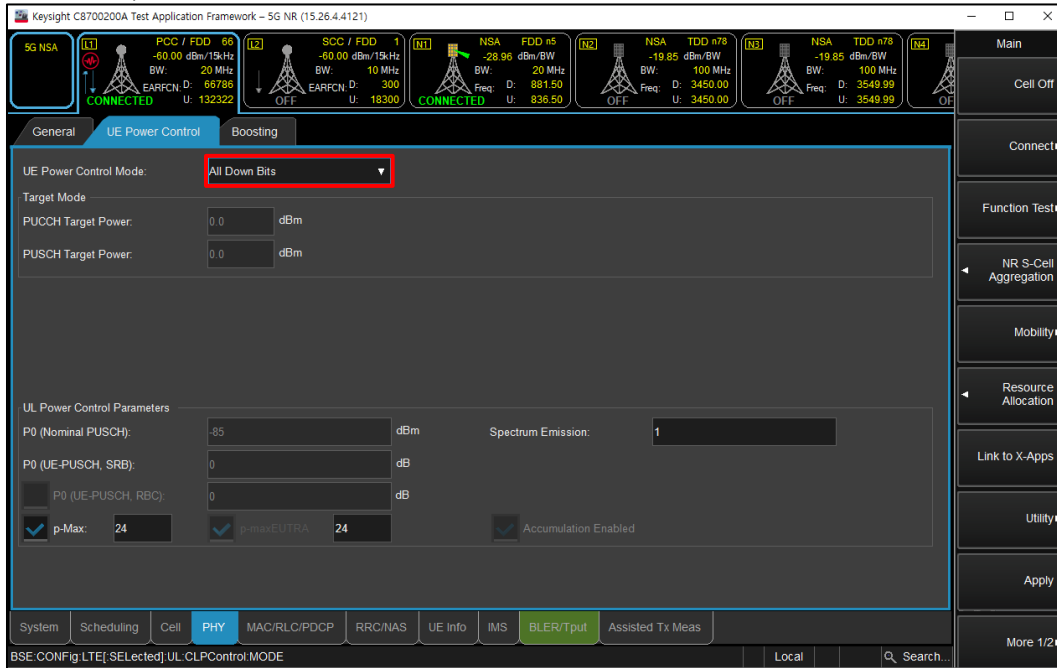 Keysight C8700200A Test Application Framework – 5G NR (15.26.4.4121)
5G NSA
L1
PCC / FDD 66
-60.00 dBm/15kHz
BW: 20 MHz
EARFCN: D: 66786
U: 132322
CONNECTED
L2
SCC / FDD 1
-60.00 dBm/15kHz
BW: 10 MHz
EARFCN: D: 300
U: 18300
OFF
N1
NSA FDD n5
-28.96 dBm/BW
BW: 20 MHz
Freq: D: 881.50
U: 836.50
CONNECTED
N2
NSA TDD n78
-19.85 dBm/BW
BW: 100 MHz
Freq: D: 3450.00
U: 3450.00
OFF
N3
NSA TDD n78
-19.85 dBm/BW
BW: 100 MHz
Freq: D: 3549.99
U: 3549.99
OFF
N4
OF
Main
Cell Off
Connect
Function Test
NR S-Cell
Aggregation
Mobility
Resource
Allocation
Link to X-Apps
Utility
Apply
More 1/2
General
UE Power Control
Boosting
UE Power Control Mode: All Down Bits
Target Mode
PUCCH Target Power: 0.0 dBm
PUSCH Target Power: 0.0 dBm
UL Power Control Parameters
P0 (Nominal PUSCH): -85 dBm Spectrum Emission: 1
P0 (UE-PUSCH, SRB): 0 dB
P0 (UE-PUSCH, RBC): 0 dB
p-Max: 24 p-maxEUTRA 24 Accumulation Enabled
System Scheduling Cell PHY MAC/RLC/PDCP RRC/NAS UE Info IMS BLER/Tput Assisted Tx Meas
BSE:CONFig:LTE[:SELected]:UL:CLPControl:MODE
Local
Search...